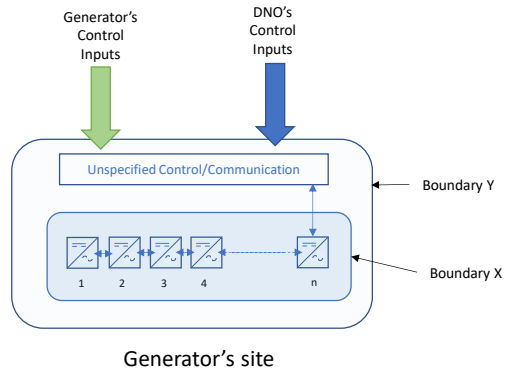 Generator's
Control
Inputs
DNO's
Control
Inputs
Unspecified Control/Communication
Boundary Y
Boundary X
1 2 3 4 n
Generator's site